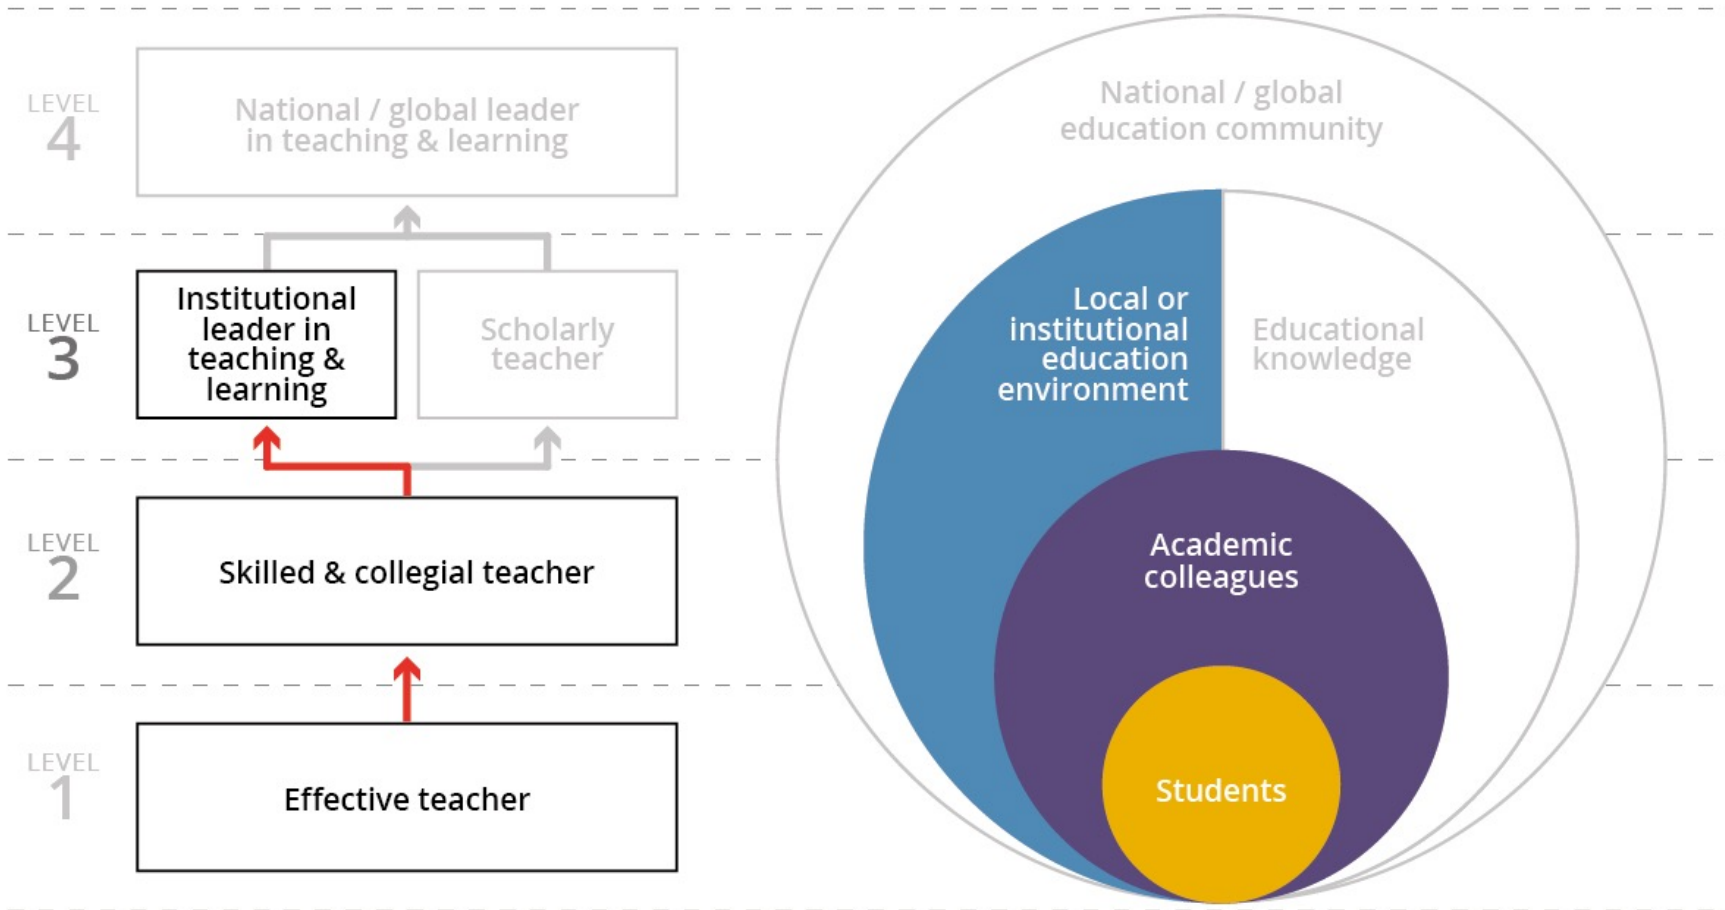 LEVEL
4
National / global leader
in teaching & learning
LEVEL
3
Institutional
leader in
teaching &
learning
Scholarly
teacher
LEVEL
2
Skilled & collegial teacher
LEVEL
1
Effective teacher
National / global
education community
Local or
institutional
education
environment
Educational
knowledge
Academic
colleagues
Students